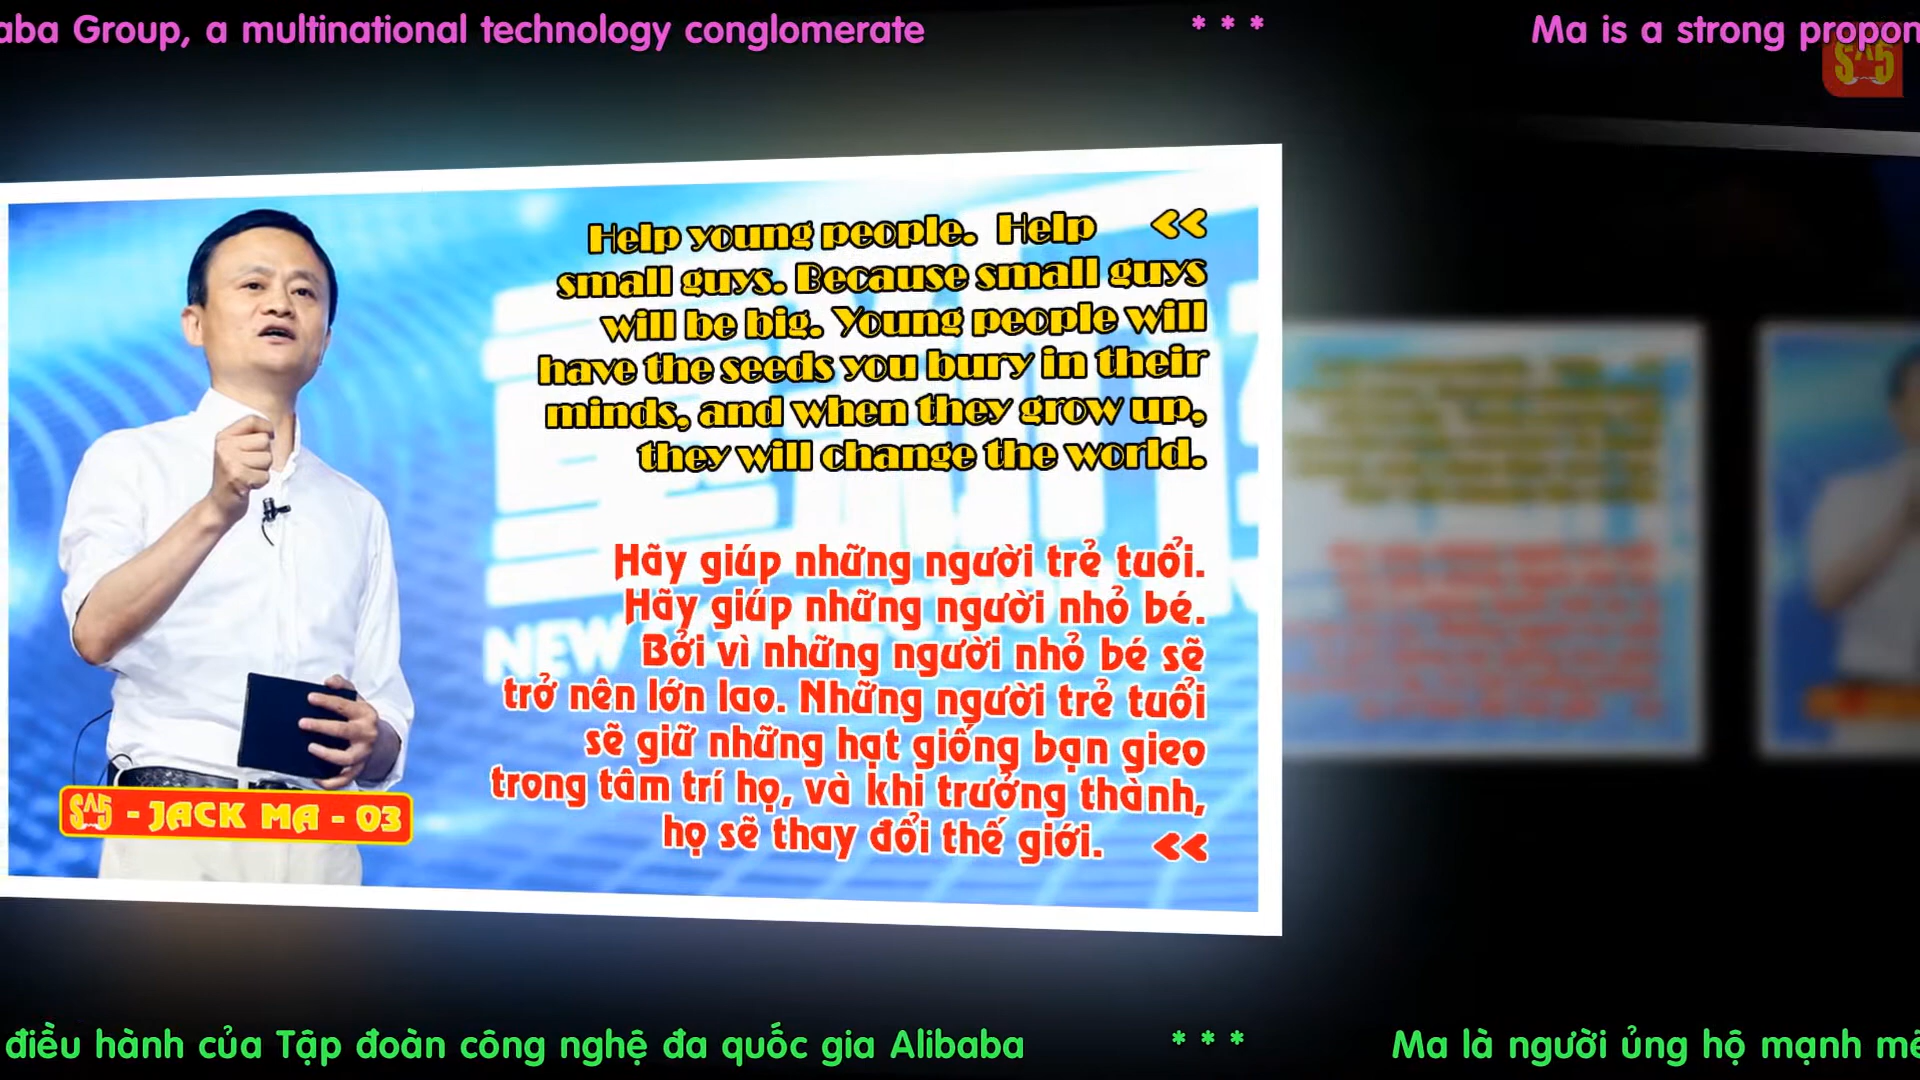 aba Group, a multinational technology conglomerate * * * Ma is a strong propon
SA5
Help young people. Help <<
small guys. Because small guys
will be big. Young people will
have the seeds you bury in their
minds, and when they grow up,
they will change the world.
Hãy giúp những người trẻ tuổi.
Hãy giúp những người nhỏ bé.
Bởi vì những người nhỏ bé sẽ
trở nên lớn lao. Những người trẻ tuổi
sẽ giữ những hạt giống bạn gieo
trong tâm trí họ, và khi trưởng thành,
họ sẽ thay đổi thế giới. <<
NEW
SA5 - JACK MA - 03
điều hành của Tập đoàn công nghệ đa quốc gia Alibaba * * * Ma là người ủng hộ mạnh mẽ